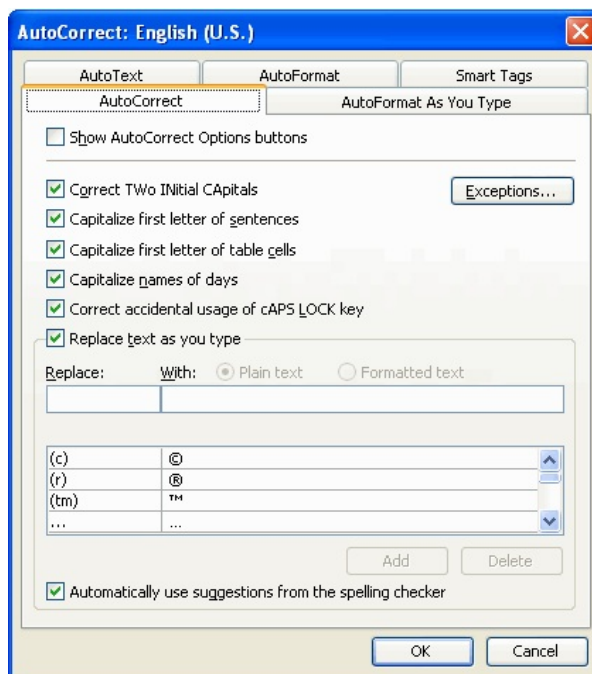 AutoCorrect: English (U.S.)
AutoText AutoFormat Smart Tags
AutoCorrect AutoFormat As You Type
Show AutoCorrect Options buttons
Correct TWo INitial CApitals Exceptions...
Capitalize first letter of sentences
Capitalize first letter of table cells
Capitalize names of days
Correct accidental usage of cAPS LOCK key
Replace text as you type
Replace: With: Plain text Formatted text
(c) ©
(r) ®
(tm) ™
... ...
Add Delete
Automatically use suggestions from the spelling checker
OK Cancel